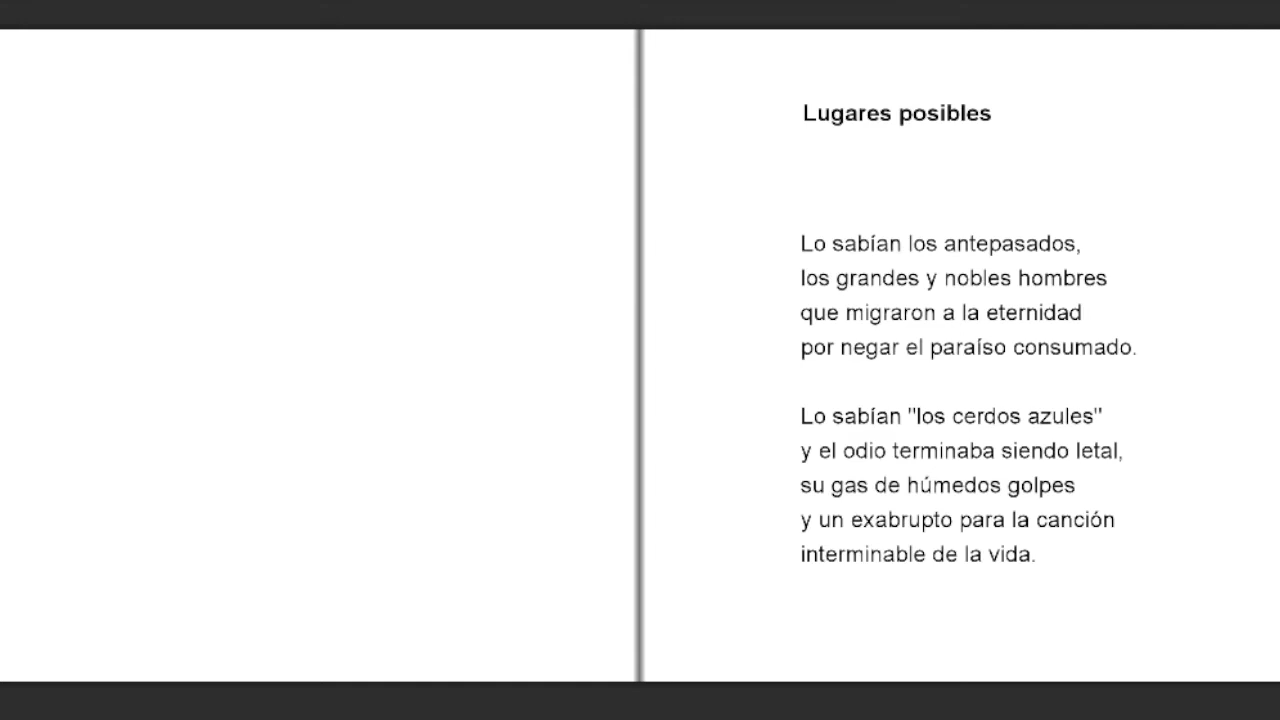 Lugares posibles
Lo sabían los antepasados,
los grandes y nobles hombres
que migraron a la eternidad
por negar el paraíso consumado.
Lo sabían "los cerdos azules"
y el odio terminaba siendo letal,
su gas de húmedos golpes
y un exabrupto para la canción
interminable de la vida.